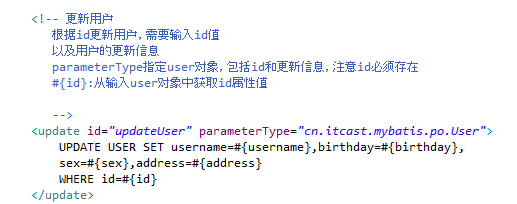 <!-- 更新用户
根据id更新用户,需要输入id值
以及用户的更新信息
parameterType指定user对象,包括id和更新信息,注意id必须存在
#{id}:从输入user对象中获取id属性值
-->
<update id="updateUser" parameterType="cn.itcast.mybatis.po.User">
UPDATE USER SET username=#{username},birthday=#{birthday},
sex=#{sex},address=#{address}
WHERE id=#{id}
</update>